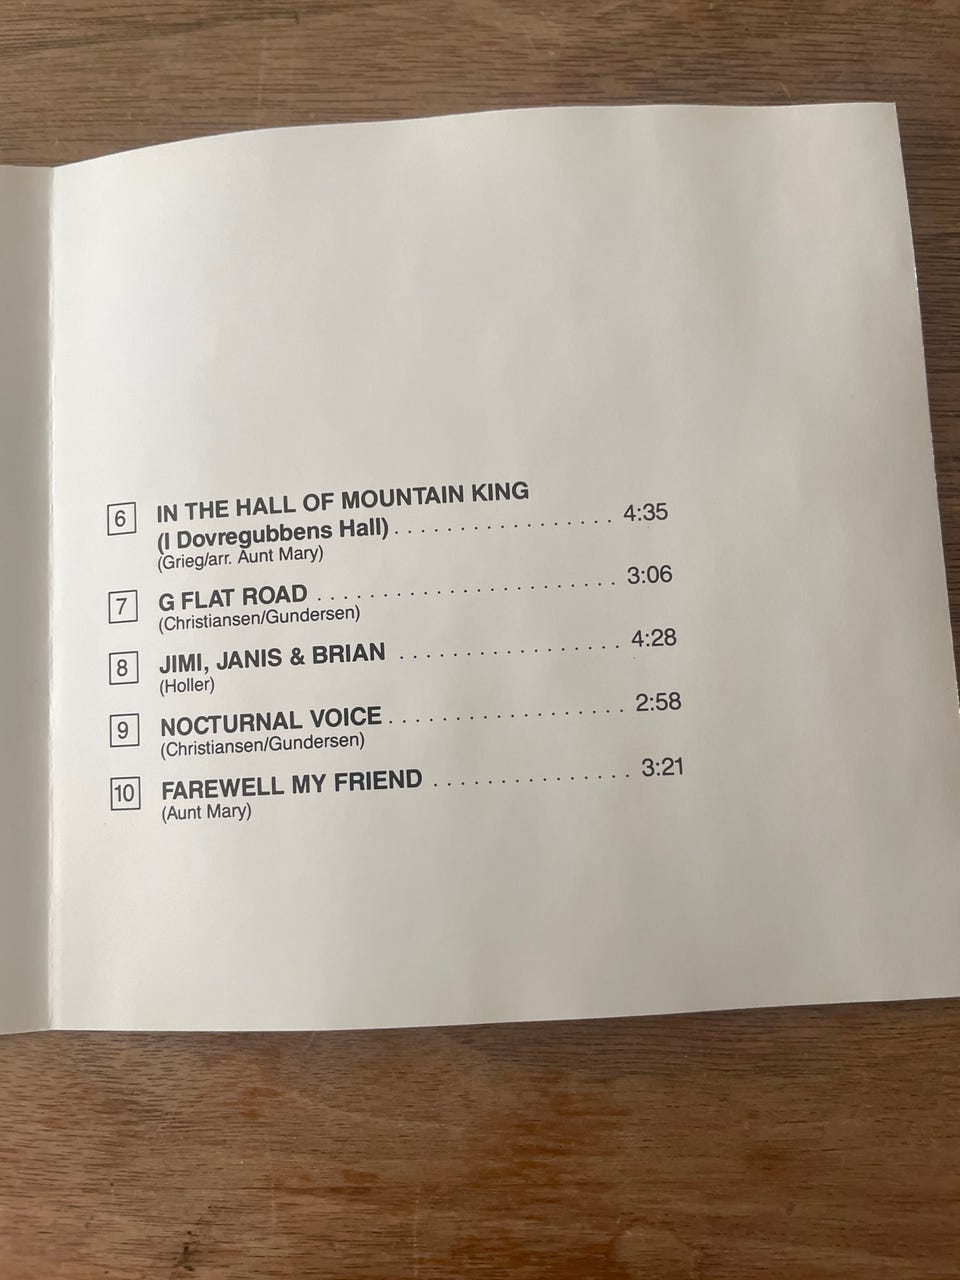 6 IN THE HALL OF MOUNTAIN KING
(I Dovregubbens Hall) . . . . . . . . . . . . . . . . . 4:35
(Grieg/arr. Aunt Mary)
7 G FLAT ROAD . . . . . . . . . . . . . . . . . . . . . . . 3:06
(Christiansen/Gundersen)
8 JIMI, JANIS & BRIAN . . . . . . . . . . . . . . . . . 4:28
(Holler)
9 NOCTURNAL VOICE . . . . . . . . . . . . . . . . . . 2:58
(Christiansen/Gundersen)
10 FAREWELL MY FRIEND . . . . . . . . . . . . . . . 3:21
(Aunt Mary)